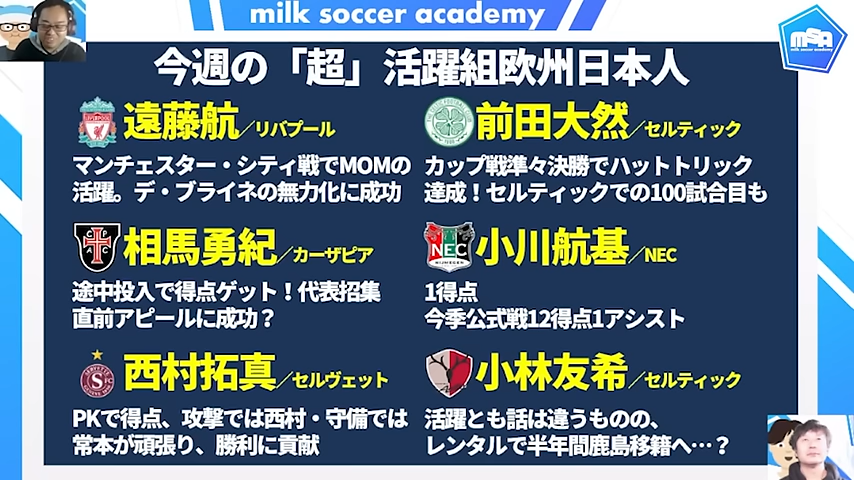 milk soccer academy
MSA
milk soccer academy
今週の「超」活躍組欧州日本人
遠藤航／リバプール
マンチェスター・シティ戦でMOMの
活躍。デ・ブライネの無力化に成功
前田大然／セルティック
カップ戦準々決勝でハットトリック
達成！セルティックでの100試合目も
相馬勇紀／カーザピア
途中投入で得点ゲット！代表招集
直前アピールに成功？
NEC
小川航基／NEC
1得点
今季公式戦12得点1アシスト
西村拓真／セルヴェット
PKで得点、攻撃では西村・守備では
常本が頑張り、勝利に貢献
小林友希／セルティック
活躍とも話は違うものの、
レンタルで半年間鹿島移籍へ…？